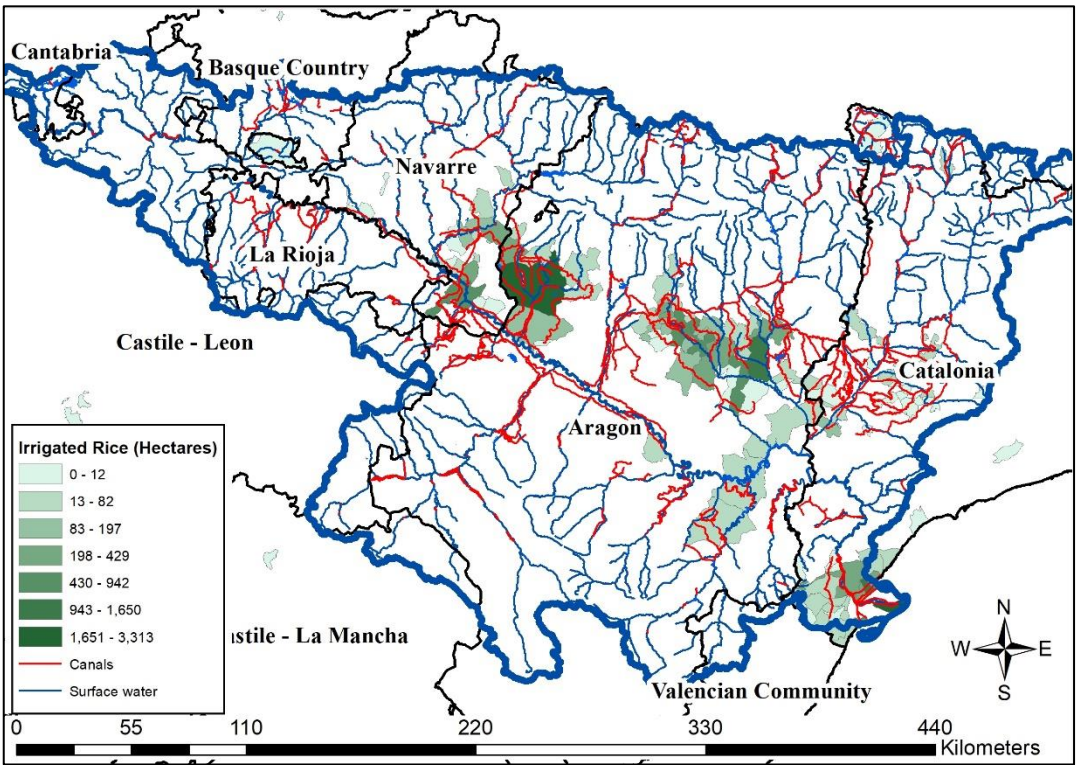 Cantabria
Basque Country
Navarre
La Rioja
Castile - Leon
Catalonia
Aragon
Irrigated Rice (Hectares)
0 - 12
13 - 82
83 - 197
198 - 429
430 - 942
943 - 1,650
1,651 - 3,313
Canals
Surface water
stile - La Mancha
Valencian Community
N
W E
S
0 55 110 220 330 440
Kilometers